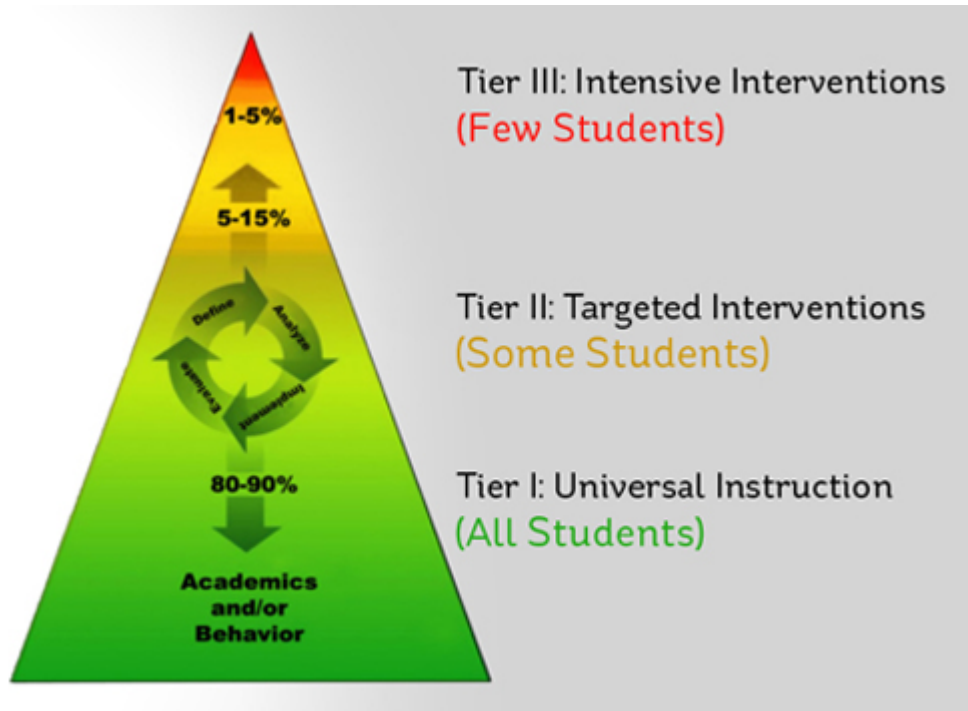 1-5%
5-15%
Define
Analyze
Implement
Evaluate
80-90%
Academics
and/or
Behavior
Tier III: Intensive Interventions
(Few Students)
Tier II: Targeted Interventions
(Some Students)
Tier I: Universal Instruction
(All Students)